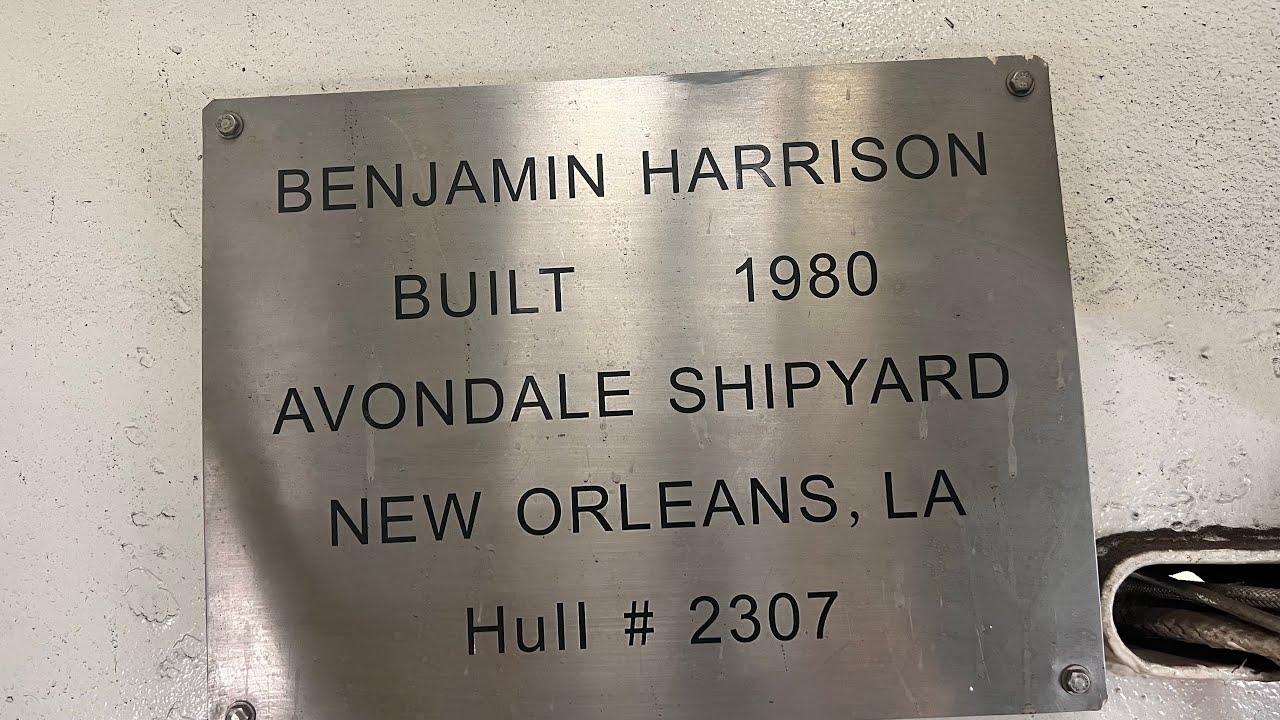 BENJAMIN HARRISON
BUILT 1980
AVONDALE SHIPYARD
NEW ORLEANS, LA
Hull # 2307